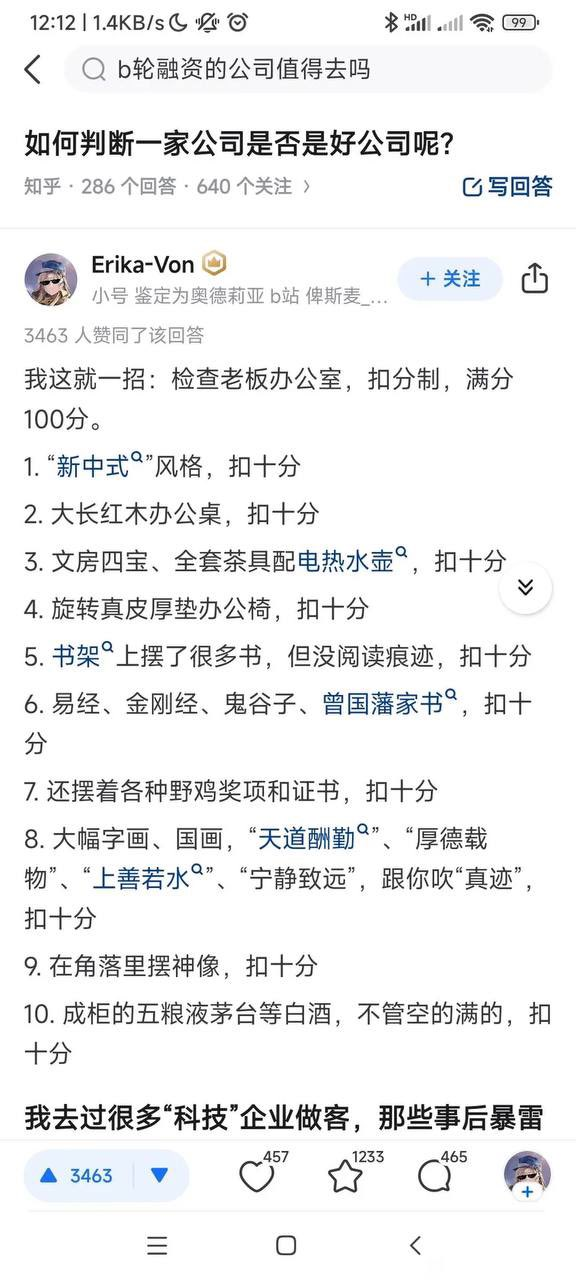 12:12 | 1.4KB/s HD 99
b轮融资的公司值得去吗
如何判断一家公司是否是好公司呢?
知乎 · 286 个回答 · 640 个关注 >
写回答
Erika-Von
+ 关注
小号 鉴定为奥德莉亚 b站 俾斯麦_...
3463 人赞同了该回答
我这就一招：检查老板办公室，扣分制，满分
100分。
1. “新中式”风格，扣十分
2. 大长红木办公桌，扣十分
3. 文房四宝、全套茶具配电热水壶，扣十分
4. 旋转真皮厚垫办公椅，扣十分
5. 书架上摆了很多书，但没阅读痕迹，扣十分
6. 易经、金刚经、鬼谷子、曾国藩家书，扣十
分
7. 还摆着各种野鸡奖项和证书，扣十分
8. 大幅字画、国画，“天道酬勤”、“厚德载
物”、“上善若水”、“宁静致远”，跟你吹“真迹”，
扣十分
9. 在角落里摆神像，扣十分
10. 成柜的五粮液茅台等白酒，不管空的满的，扣
十分
我去过很多“科技”企业做客，那些事后暴雷
3463
457
1233
465